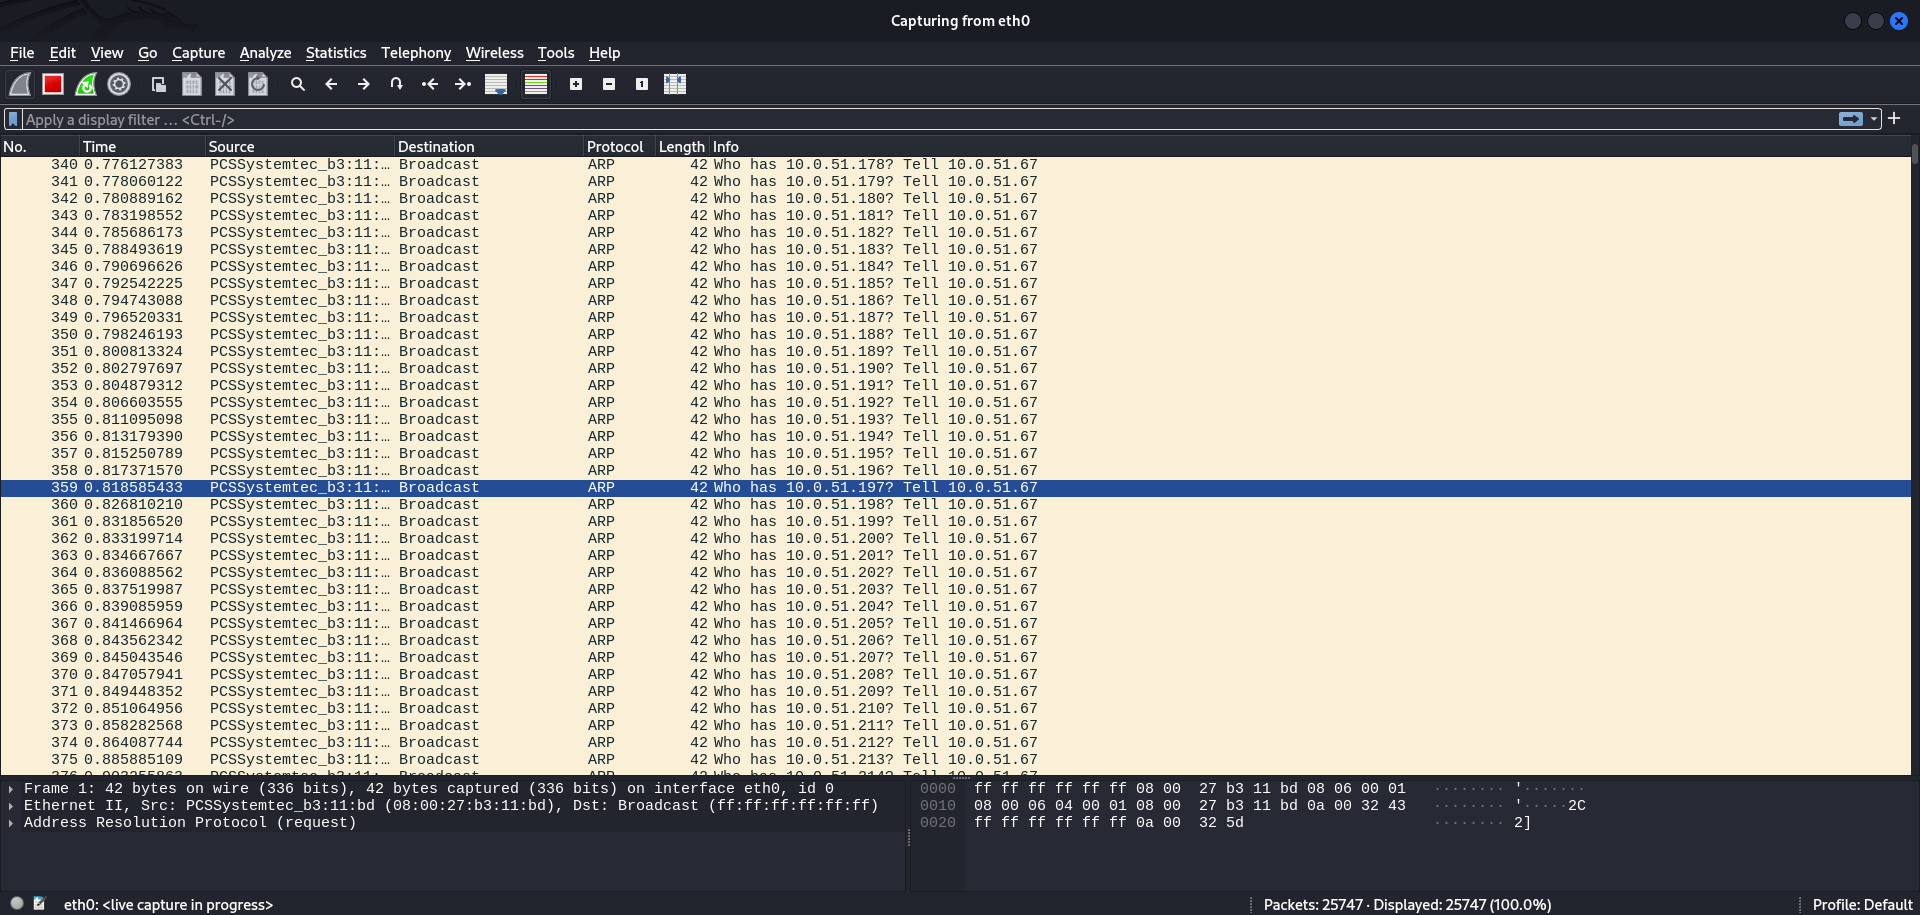 Capturing from eth0
File Edit View Go Capture Analyze Statistics Telephony Wireless Tools Help
Apply a display filter … <Ctrl-/>
No. Time Source Destination Protocol Length Info
340 0.776127383 PCSSystemtec_b3:11:… Broadcast ARP 42 Who has 10.0.51.178? Tell 10.0.51.67
341 0.778060122 PCSSystemtec_b3:11:… Broadcast ARP 42 Who has 10.0.51.179? Tell 10.0.51.67
342 0.780889162 PCSSystemtec_b3:11:… Broadcast ARP 42 Who has 10.0.51.180? Tell 10.0.51.67
343 0.783198552 PCSSystemtec_b3:11:… Broadcast ARP 42 Who has 10.0.51.181? Tell 10.0.51.67
344 0.785686173 PCSSystemtec_b3:11:… Broadcast ARP 42 Who has 10.0.51.182? Tell 10.0.51.67
345 0.788493619 PCSSystemtec_b3:11:… Broadcast ARP 42 Who has 10.0.51.183? Tell 10.0.51.67
346 0.790696626 PCSSystemtec_b3:11:… Broadcast ARP 42 Who has 10.0.51.184? Tell 10.0.51.67
347 0.792542225 PCSSystemtec_b3:11:… Broadcast ARP 42 Who has 10.0.51.185? Tell 10.0.51.67
348 0.794743088 PCSSystemtec_b3:11:… Broadcast ARP 42 Who has 10.0.51.186? Tell 10.0.51.67
349 0.796520331 PCSSystemtec_b3:11:… Broadcast ARP 42 Who has 10.0.51.187? Tell 10.0.51.67
350 0.798246193 PCSSystemtec_b3:11:… Broadcast ARP 42 Who has 10.0.51.188? Tell 10.0.51.67
351 0.800813324 PCSSystemtec_b3:11:… Broadcast ARP 42 Who has 10.0.51.189? Tell 10.0.51.67
352 0.802797697 PCSSystemtec_b3:11:… Broadcast ARP 42 Who has 10.0.51.190? Tell 10.0.51.67
353 0.804879312 PCSSystemtec_b3:11:… Broadcast ARP 42 Who has 10.0.51.191? Tell 10.0.51.67
354 0.806603555 PCSSystemtec_b3:11:… Broadcast ARP 42 Who has 10.0.51.192? Tell 10.0.51.67
355 0.811095098 PCSSystemtec_b3:11:… Broadcast ARP 42 Who has 10.0.51.193? Tell 10.0.51.67
356 0.813179390 PCSSystemtec_b3:11:… Broadcast ARP 42 Who has 10.0.51.194? Tell 10.0.51.67
357 0.815250789 PCSSystemtec_b3:11:… Broadcast ARP 42 Who has 10.0.51.195? Tell 10.0.51.67
358 0.817371570 PCSSystemtec_b3:11:… Broadcast ARP 42 Who has 10.0.51.196? Tell 10.0.51.67
359 0.818585433 PCSSystemtec_b3:11:… Broadcast ARP 42 Who has 10.0.51.197? Tell 10.0.51.67
360 0.826810210 PCSSystemtec_b3:11:… Broadcast ARP 42 Who has 10.0.51.198? Tell 10.0.51.67
361 0.831856520 PCSSystemtec_b3:11:… Broadcast ARP 42 Who has 10.0.51.199? Tell 10.0.51.67
362 0.833199714 PCSSystemtec_b3:11:… Broadcast ARP 42 Who has 10.0.51.200? Tell 10.0.51.67
363 0.834667667 PCSSystemtec_b3:11:… Broadcast ARP 42 Who has 10.0.51.201? Tell 10.0.51.67
364 0.836088562 PCSSystemtec_b3:11:… Broadcast ARP 42 Who has 10.0.51.202? Tell 10.0.51.67
365 0.837519987 PCSSystemtec_b3:11:… Broadcast ARP 42 Who has 10.0.51.203? Tell 10.0.51.67
366 0.839085959 PCSSystemtec_b3:11:… Broadcast ARP 42 Who has 10.0.51.204? Tell 10.0.51.67
367 0.841466964 PCSSystemtec_b3:11:… Broadcast ARP 42 Who has 10.0.51.205? Tell 10.0.51.67
368 0.843562342 PCSSystemtec_b3:11:… Broadcast ARP 42 Who has 10.0.51.206? Tell 10.0.51.67
369 0.845043546 PCSSystemtec_b3:11:… Broadcast ARP 42 Who has 10.0.51.207? Tell 10.0.51.67
370 0.847057941 PCSSystemtec_b3:11:… Broadcast ARP 42 Who has 10.0.51.208? Tell 10.0.51.67
371 0.849448352 PCSSystemtec_b3:11:… Broadcast ARP 42 Who has 10.0.51.209? Tell 10.0.51.67
372 0.851064956 PCSSystemtec_b3:11:… Broadcast ARP 42 Who has 10.0.51.210? Tell 10.0.51.67
373 0.858282568 PCSSystemtec_b3:11:… Broadcast ARP 42 Who has 10.0.51.211? Tell 10.0.51.67
374 0.864087744 PCSSystemtec_b3:11:… Broadcast ARP 42 Who has 10.0.51.212? Tell 10.0.51.67
375 0.885885109 PCSSystemtec_b3:11:… Broadcast ARP 42 Who has 10.0.51.213? Tell 10.0.51.67
Frame 1: 42 bytes on wire (336 bits), 42 bytes captured (336 bits) on interface eth0, id 0
Ethernet II, Src: PCSSystemtec_b3:11:bd (08:00:27:b3:11:bd), Dst: Broadcast (ff:ff:ff:ff:ff:ff)
Address Resolution Protocol (request)
0000 ff ff ff ff ff ff 08 00 27 b3 11 bd 08 06 00 01 ········ '·······
0010 08 00 06 04 00 01 08 00 27 b3 11 bd 0a 00 32 43 ········ '·····2C
0020 ff ff ff ff ff ff 0a 00 32 5d ········ 2]
eth0: <live capture in progress>
Packets: 25747 · Displayed: 25747 (100.0%)
Profile: Default